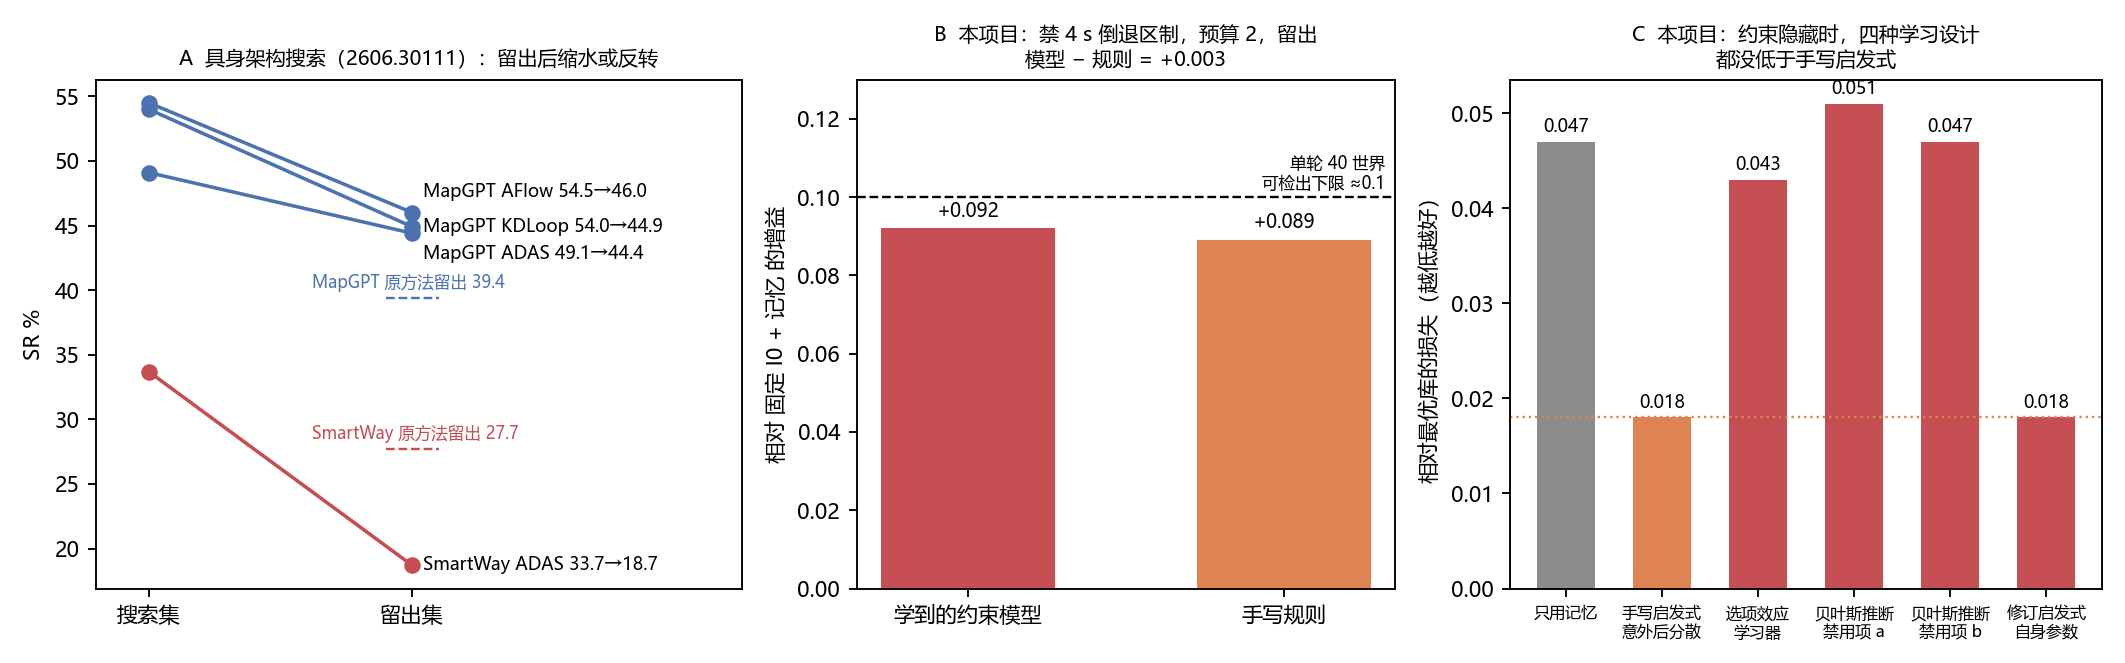 A  具身架构搜索（2606.30111）：留出后缩水或反转
SR %
55
50
45
40
35
30
25
20
MapGPT AFlow 54.5→46.0
MapGPT KDLoop 54.0→44.9
MapGPT ADAS 49.1→44.4
MapGPT 原方法留出 39.4
SmartWay 原方法留出 27.7
SmartWay ADAS 33.7→18.7
搜索集
留出集
B  本项目：禁 4 s 倒退区制，预算 2，留出
模型 − 规则 = +0.003
相对 固定 I0 + 记忆 的增益
0.12
0.10
0.08
0.06
0.04
0.02
0.00
单轮 40 世界
可检出下限 ≈0.1
+0.092
+0.089
学到的约束模型
手写规则
C  本项目：约束隐藏时，四种学习设计
都没低于手写启发式
相对最优库的损失（越低越好）
0.05
0.04
0.03
0.02
0.01
0.00
0.047
0.018
0.043
0.051
0.047
0.018
只用记忆
手写启发式
意外后分散
选项效应
学习器
贝叶斯推断
禁用项 a
贝叶斯推断
禁用项 b
修订启发式
自身参数